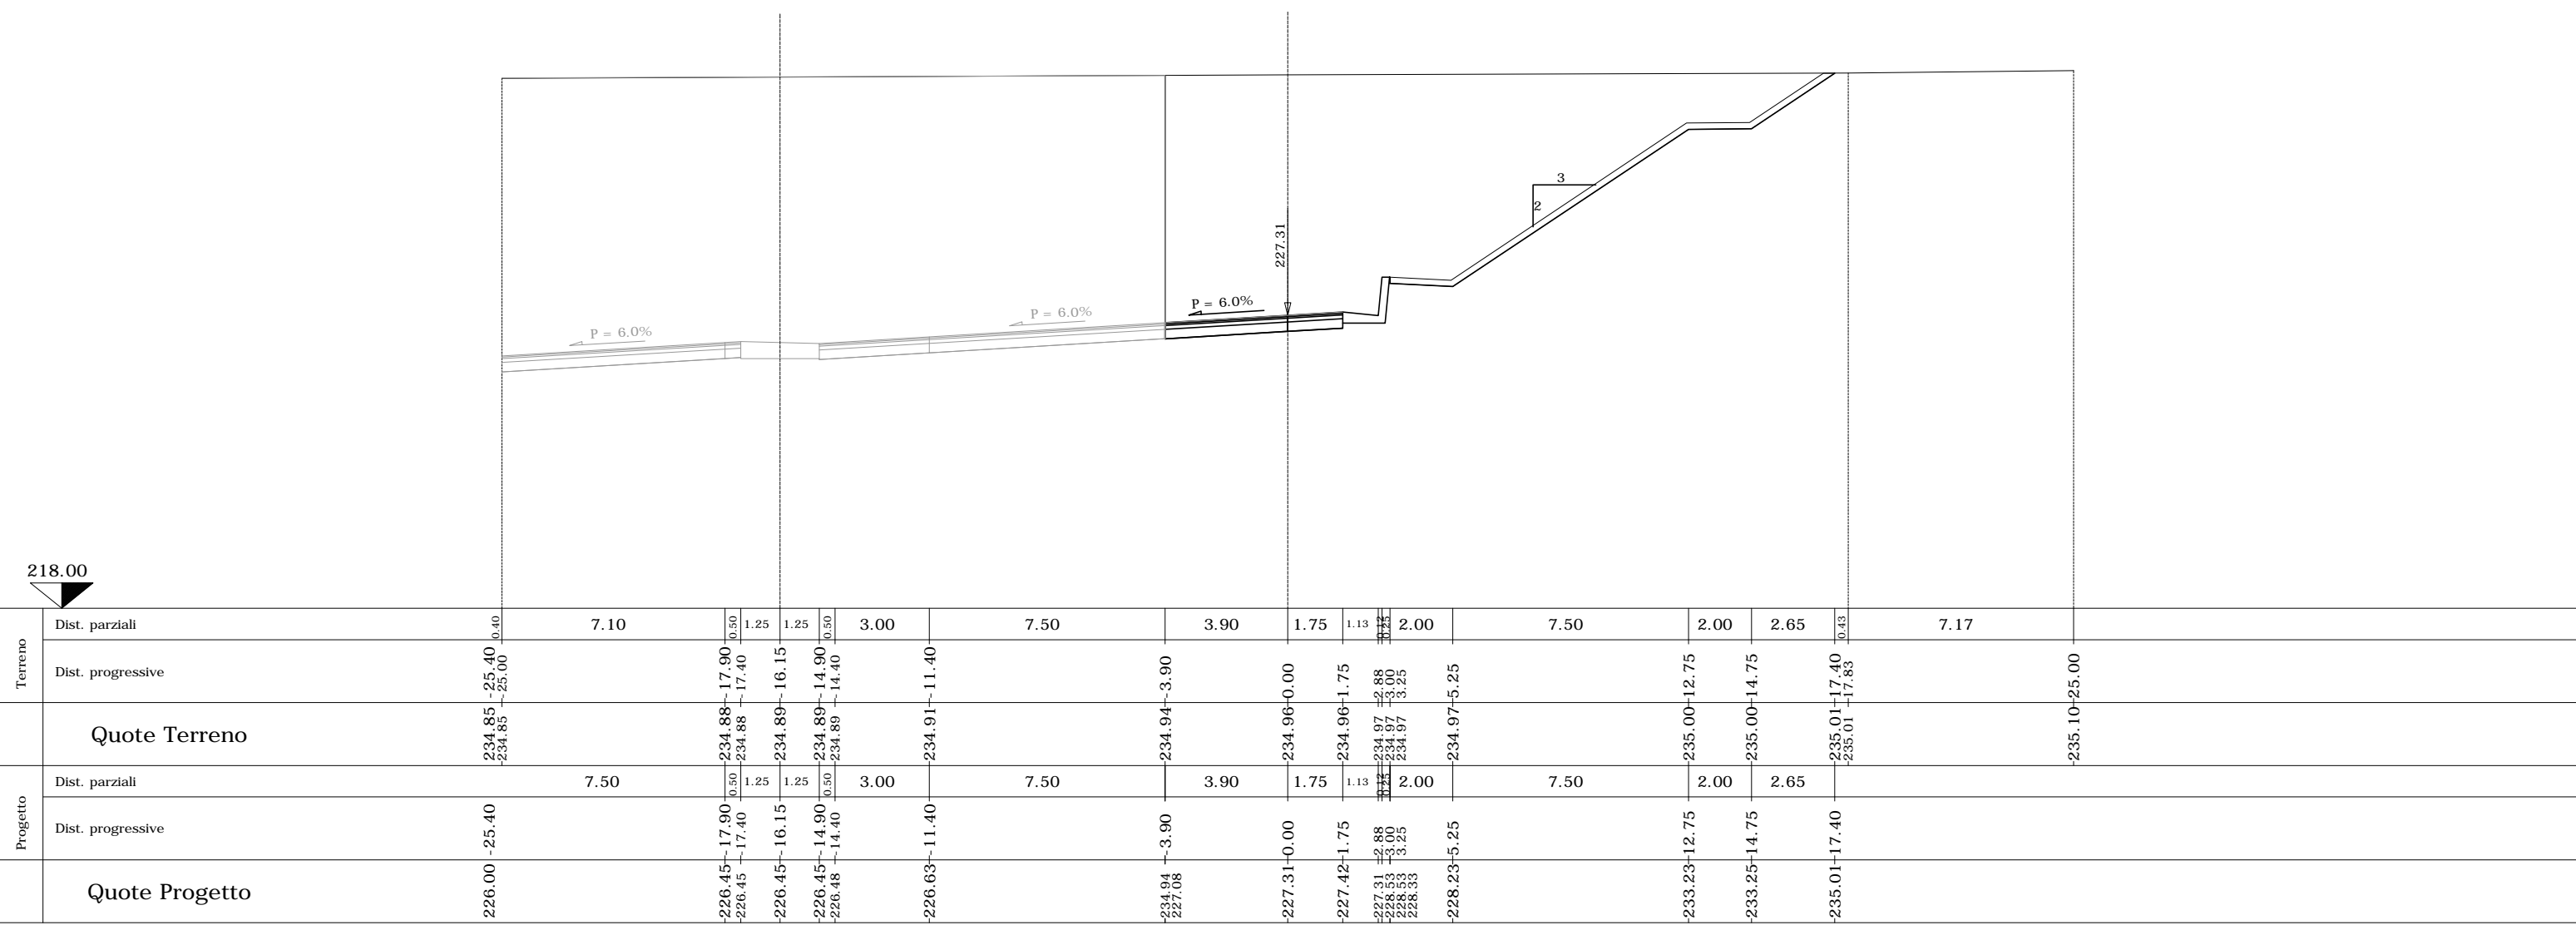 3
2
227.31
P = 6.0%
P = 6.0%
P = 6.0%
218.00
Terreno
Dist. parziali 0.40 7.10 0.50 1.25 1.25 0.50 3.00 7.50 3.90 1.75 1.13 0.12 0.25 2.00 7.50 2.00 2.65 0.43 7.17
Dist. progressive -25.40 -25.00 -17.90 -17.40 -16.15 -14.90 -14.40 -11.40 -3.90 0.00 1.75 2.88 3.00 3.25 5.25 12.75 14.75 17.40 17.83 25.00
Quote Terreno 234.85 234.85 234.88 234.88 234.89 234.89 234.89 234.91 234.94 234.96 234.96 234.97 234.97 234.97 234.97 235.00 235.00 235.01 235.01 235.10
Progetto
Dist. parziali 7.50 0.50 1.25 1.25 0.50 3.00 7.50 3.90 1.75 1.13 0.12 0.25 2.00 7.50 2.00 2.65
Dist. progressive -25.40 -17.90 -17.40 -16.15 -14.90 -14.40 -11.40 -3.90 0.00 1.75 2.88 3.00 3.25 5.25 12.75 14.75 17.40
Quote Progetto 226.00 226.45 226.45 226.45 226.45 226.48 226.63 234.94 227.08 227.31 227.42 227.31 228.53 228.53 228.33 228.23 233.23 233.25 235.01